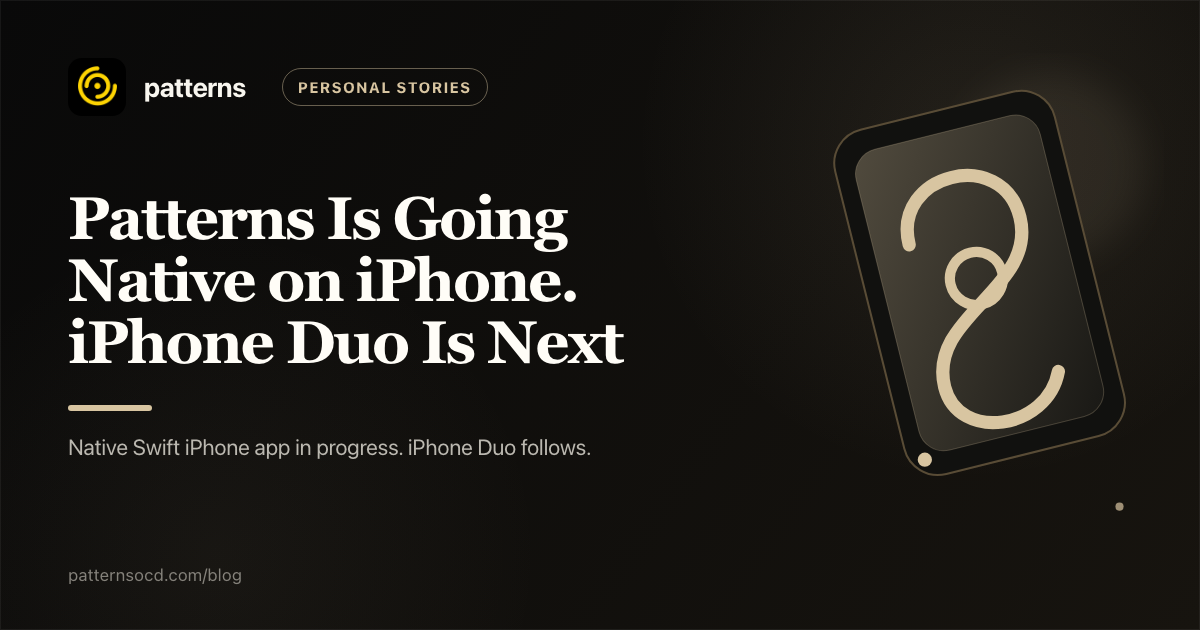 patterns
PERSONAL STORIES
Patterns Is Going
Native on iPhone.
iPhone Duo Is Next
Native Swift iPhone app in progress. iPhone Duo follows.
patternsocd.com/blog